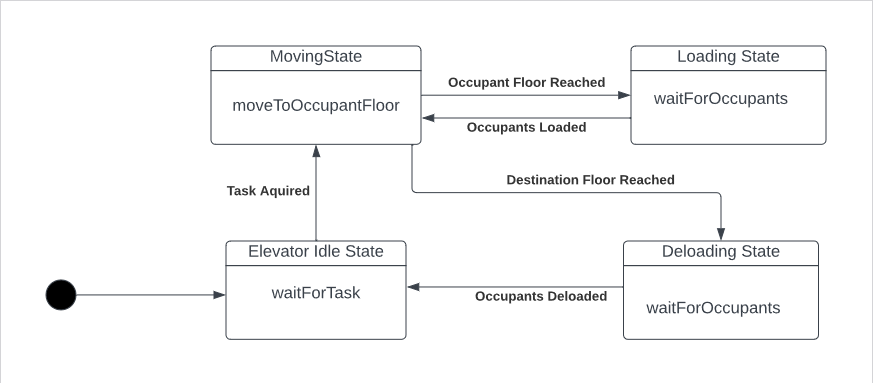 MovingState
moveToOccupantFloor
Occupant Floor Reached
Occupants Loaded
Loading State
waitForOccupants
Task Aquired
Destination Floor Reached
Elevator Idle State
waitForTask
Occupants Deloaded
Deloading State
waitForOccupants